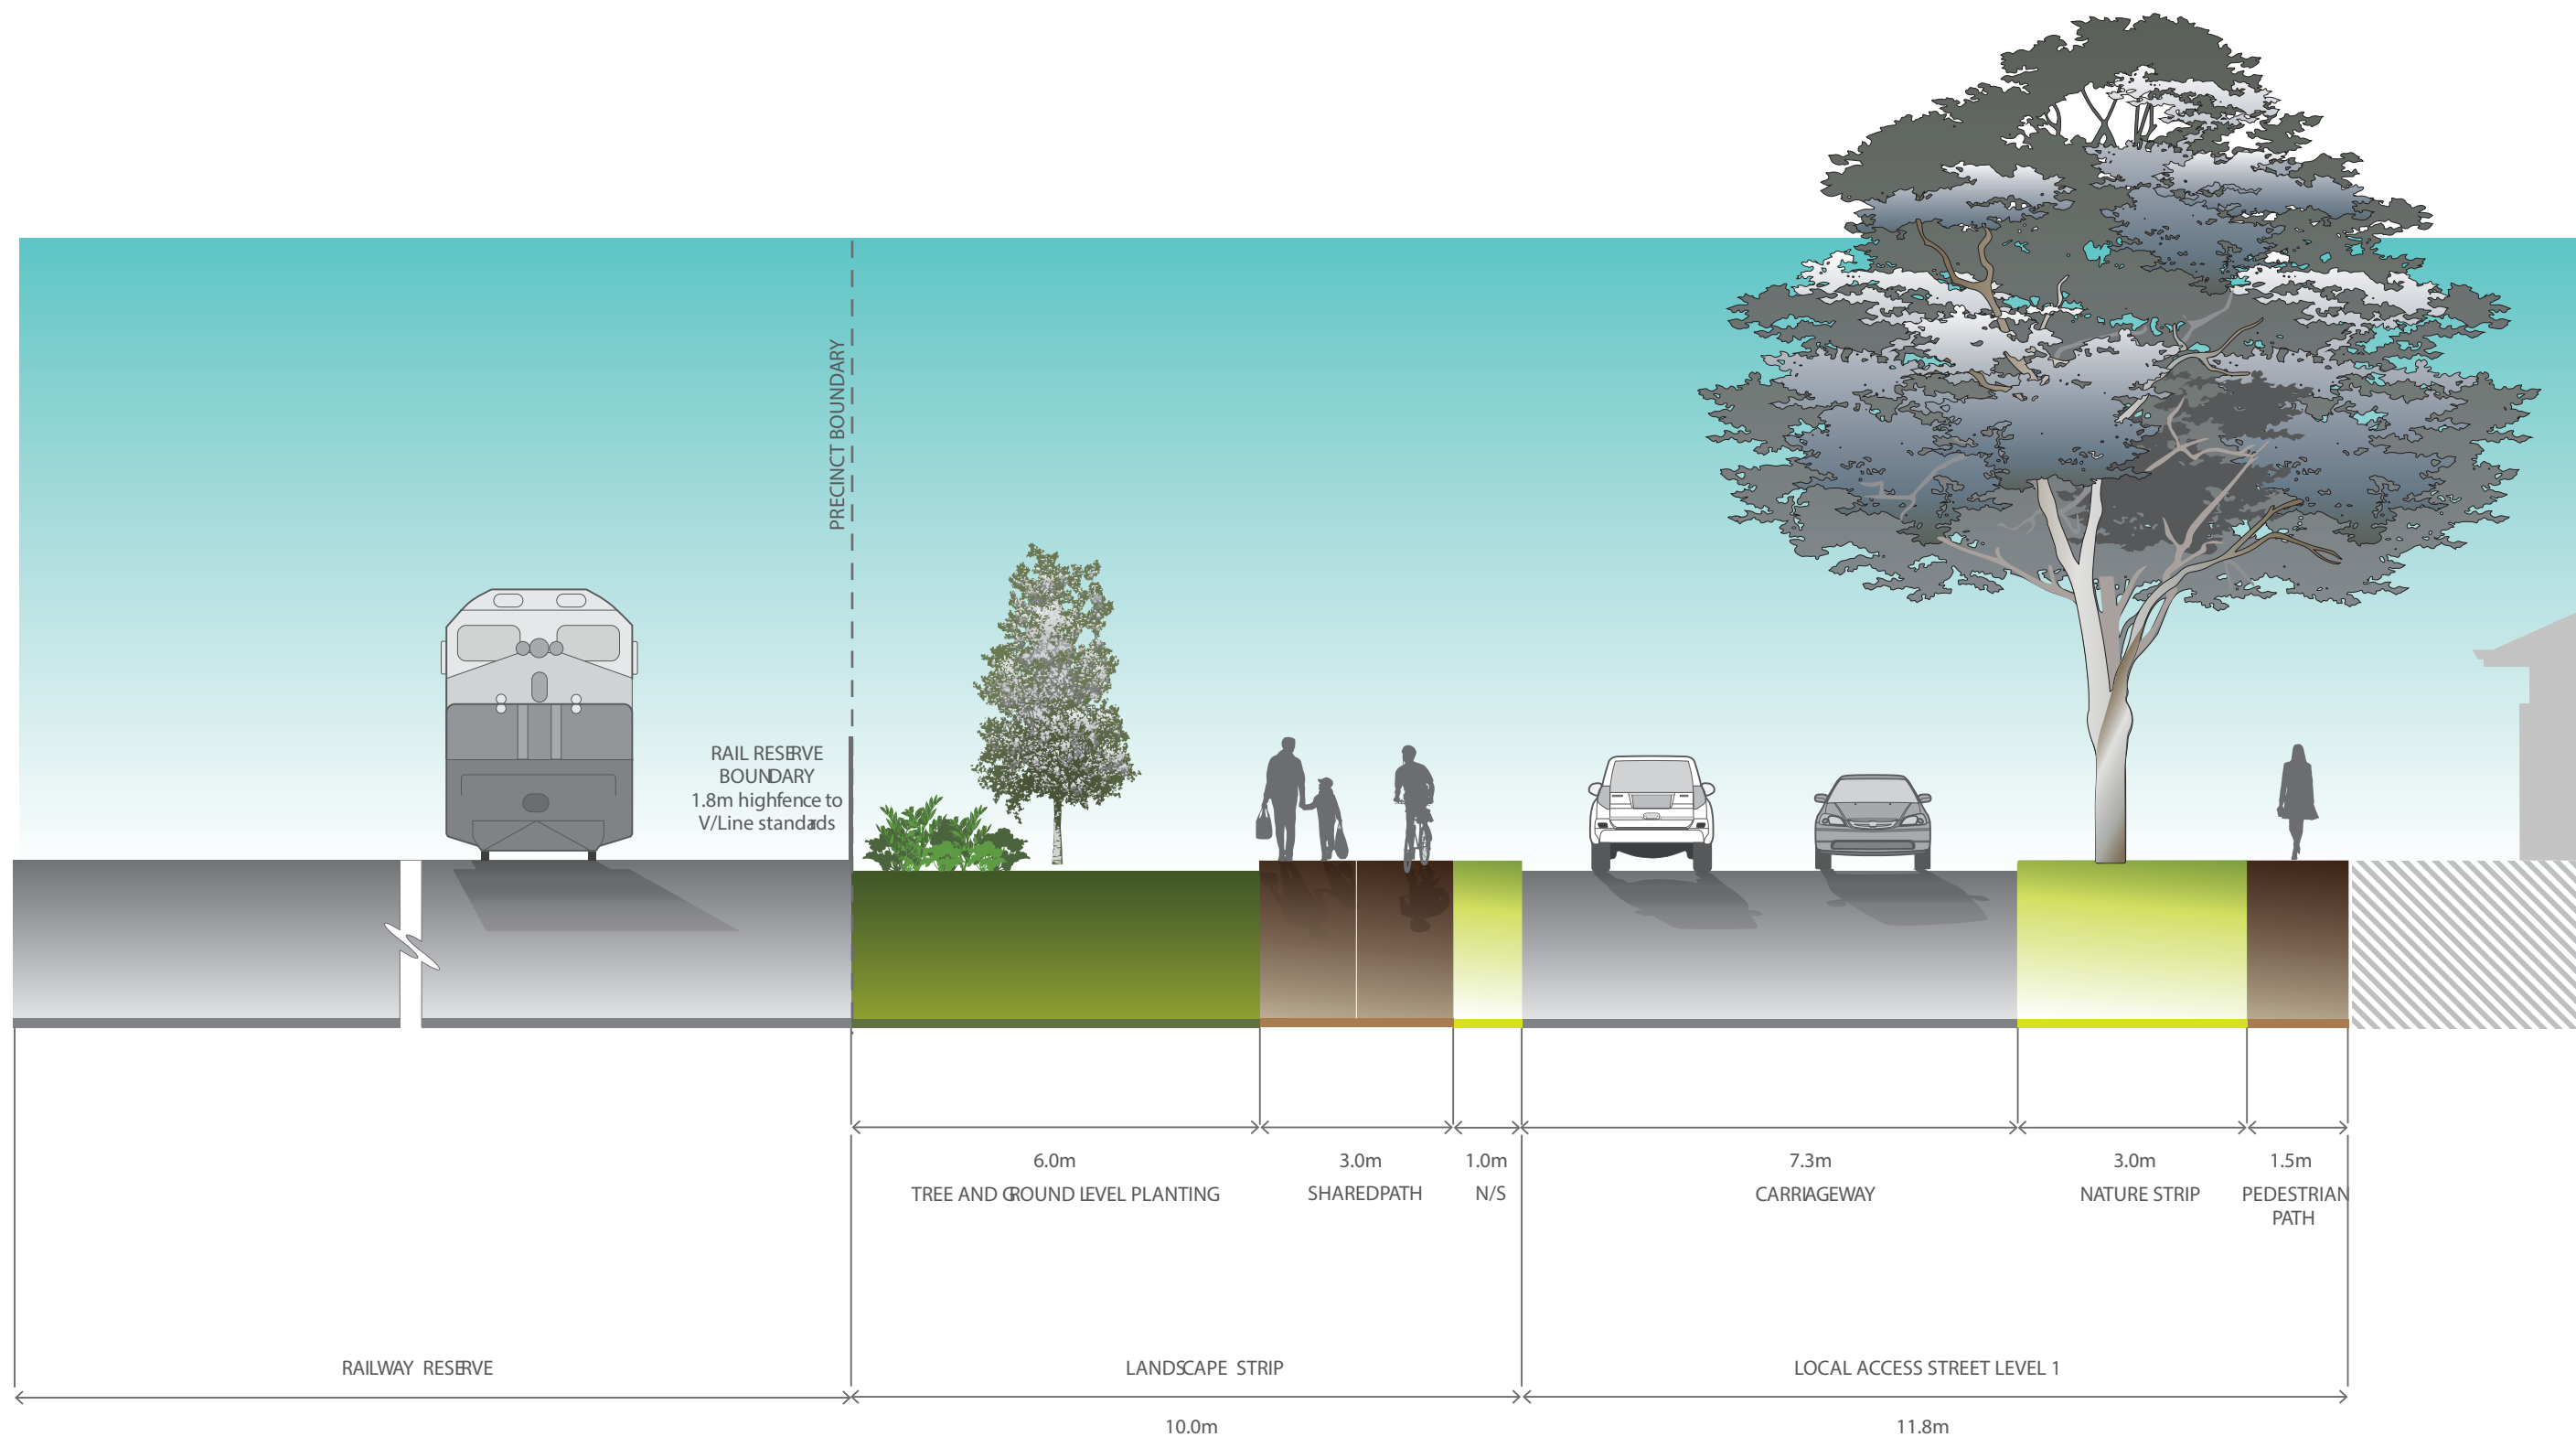 PRECINCT BOUNDARY
RAIL RESERVE
BOUNDARY
1.8m highfence to
V/Line standards
6.0m
TREE AND GROUND LEVEL PLANTING
3.0m
SHAREDPATH
1.0m
N/S
7.3m
CARRIAGEWAY
3.0m
NATURE STRIP
1.5m
PEDESTRIAN
PATH
RAILWAY RESERVE
LANDSCAPE STRIP
10.0m
LOCAL ACCESS STREET LEVEL 1
11.8m